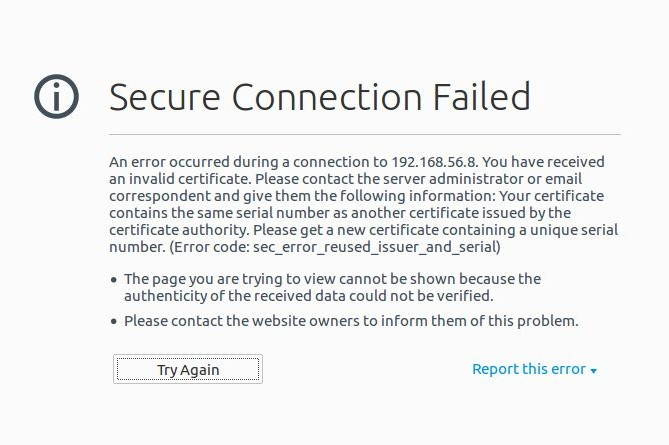 Secure Connection Failed
An error occurred during a connection to 192.168.56.8. You have received
an invalid certificate. Please contact the server administrator or email
correspondent and give them the following information: Your certificate
contains the same serial number as another certificate issued by the
certificate authority. Please get a new certificate containing a unique serial
number. (Error code: sec_error_reused_issuer_and_serial)
• The page you are trying to view cannot be shown because the
authenticity of the received data could not be verified.
• Please contact the website owners to inform them of this problem.
Try Again
Report this error